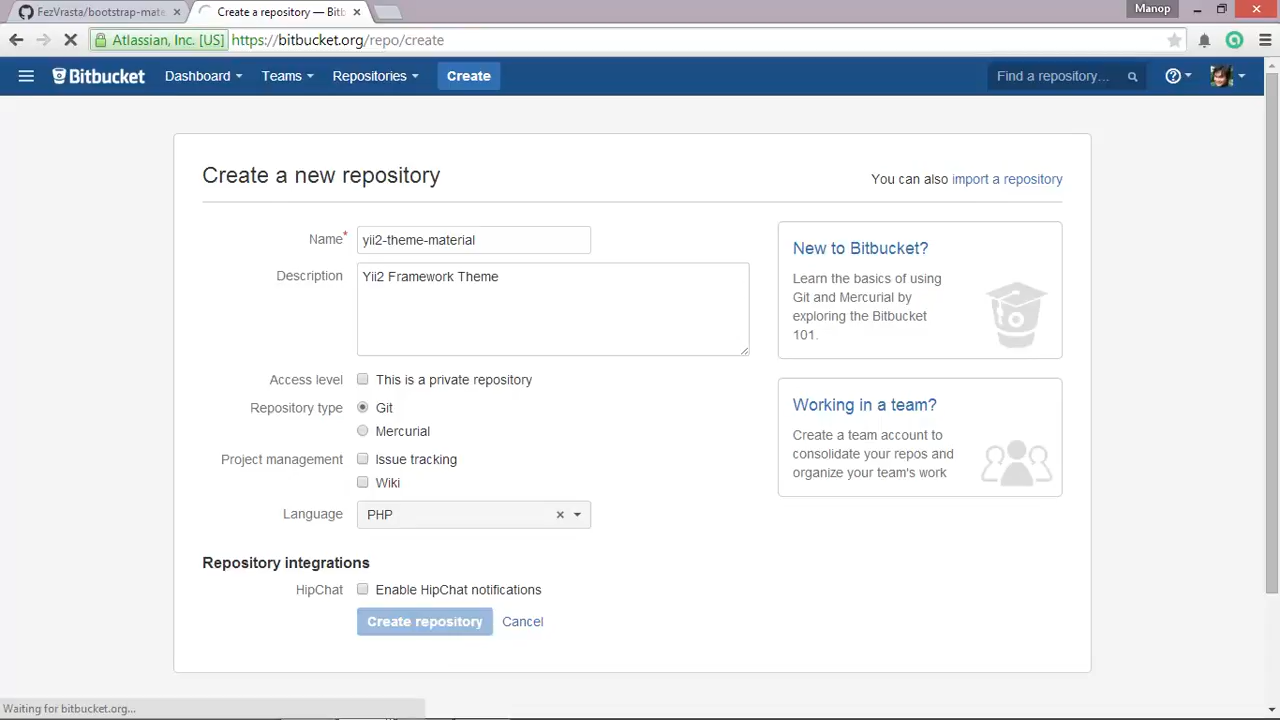 FezVrasta/bootstrap-mate
Create a repository — Bitb
Manop
Atlassian, Inc. [US] https://bitbucket.org/repo/create
Bitbucket Dashboard Teams Repositories Create Find a repository...
Create a new repository
You can also import a repository
Name* yii2-theme-material
Description Yii2 Framework Theme
Access level This is a private repository
Repository type Git
Mercurial
Project management Issue tracking
Wiki
Language PHP
Repository integrations
HipChat Enable HipChat notifications
Create repository Cancel
New to Bitbucket?
Learn the basics of using
Git and Mercurial by
exploring the Bitbucket
101.
Working in a team?
Create a team account to
consolidate your repos and
organize your team's work
Waiting for bitbucket.org...